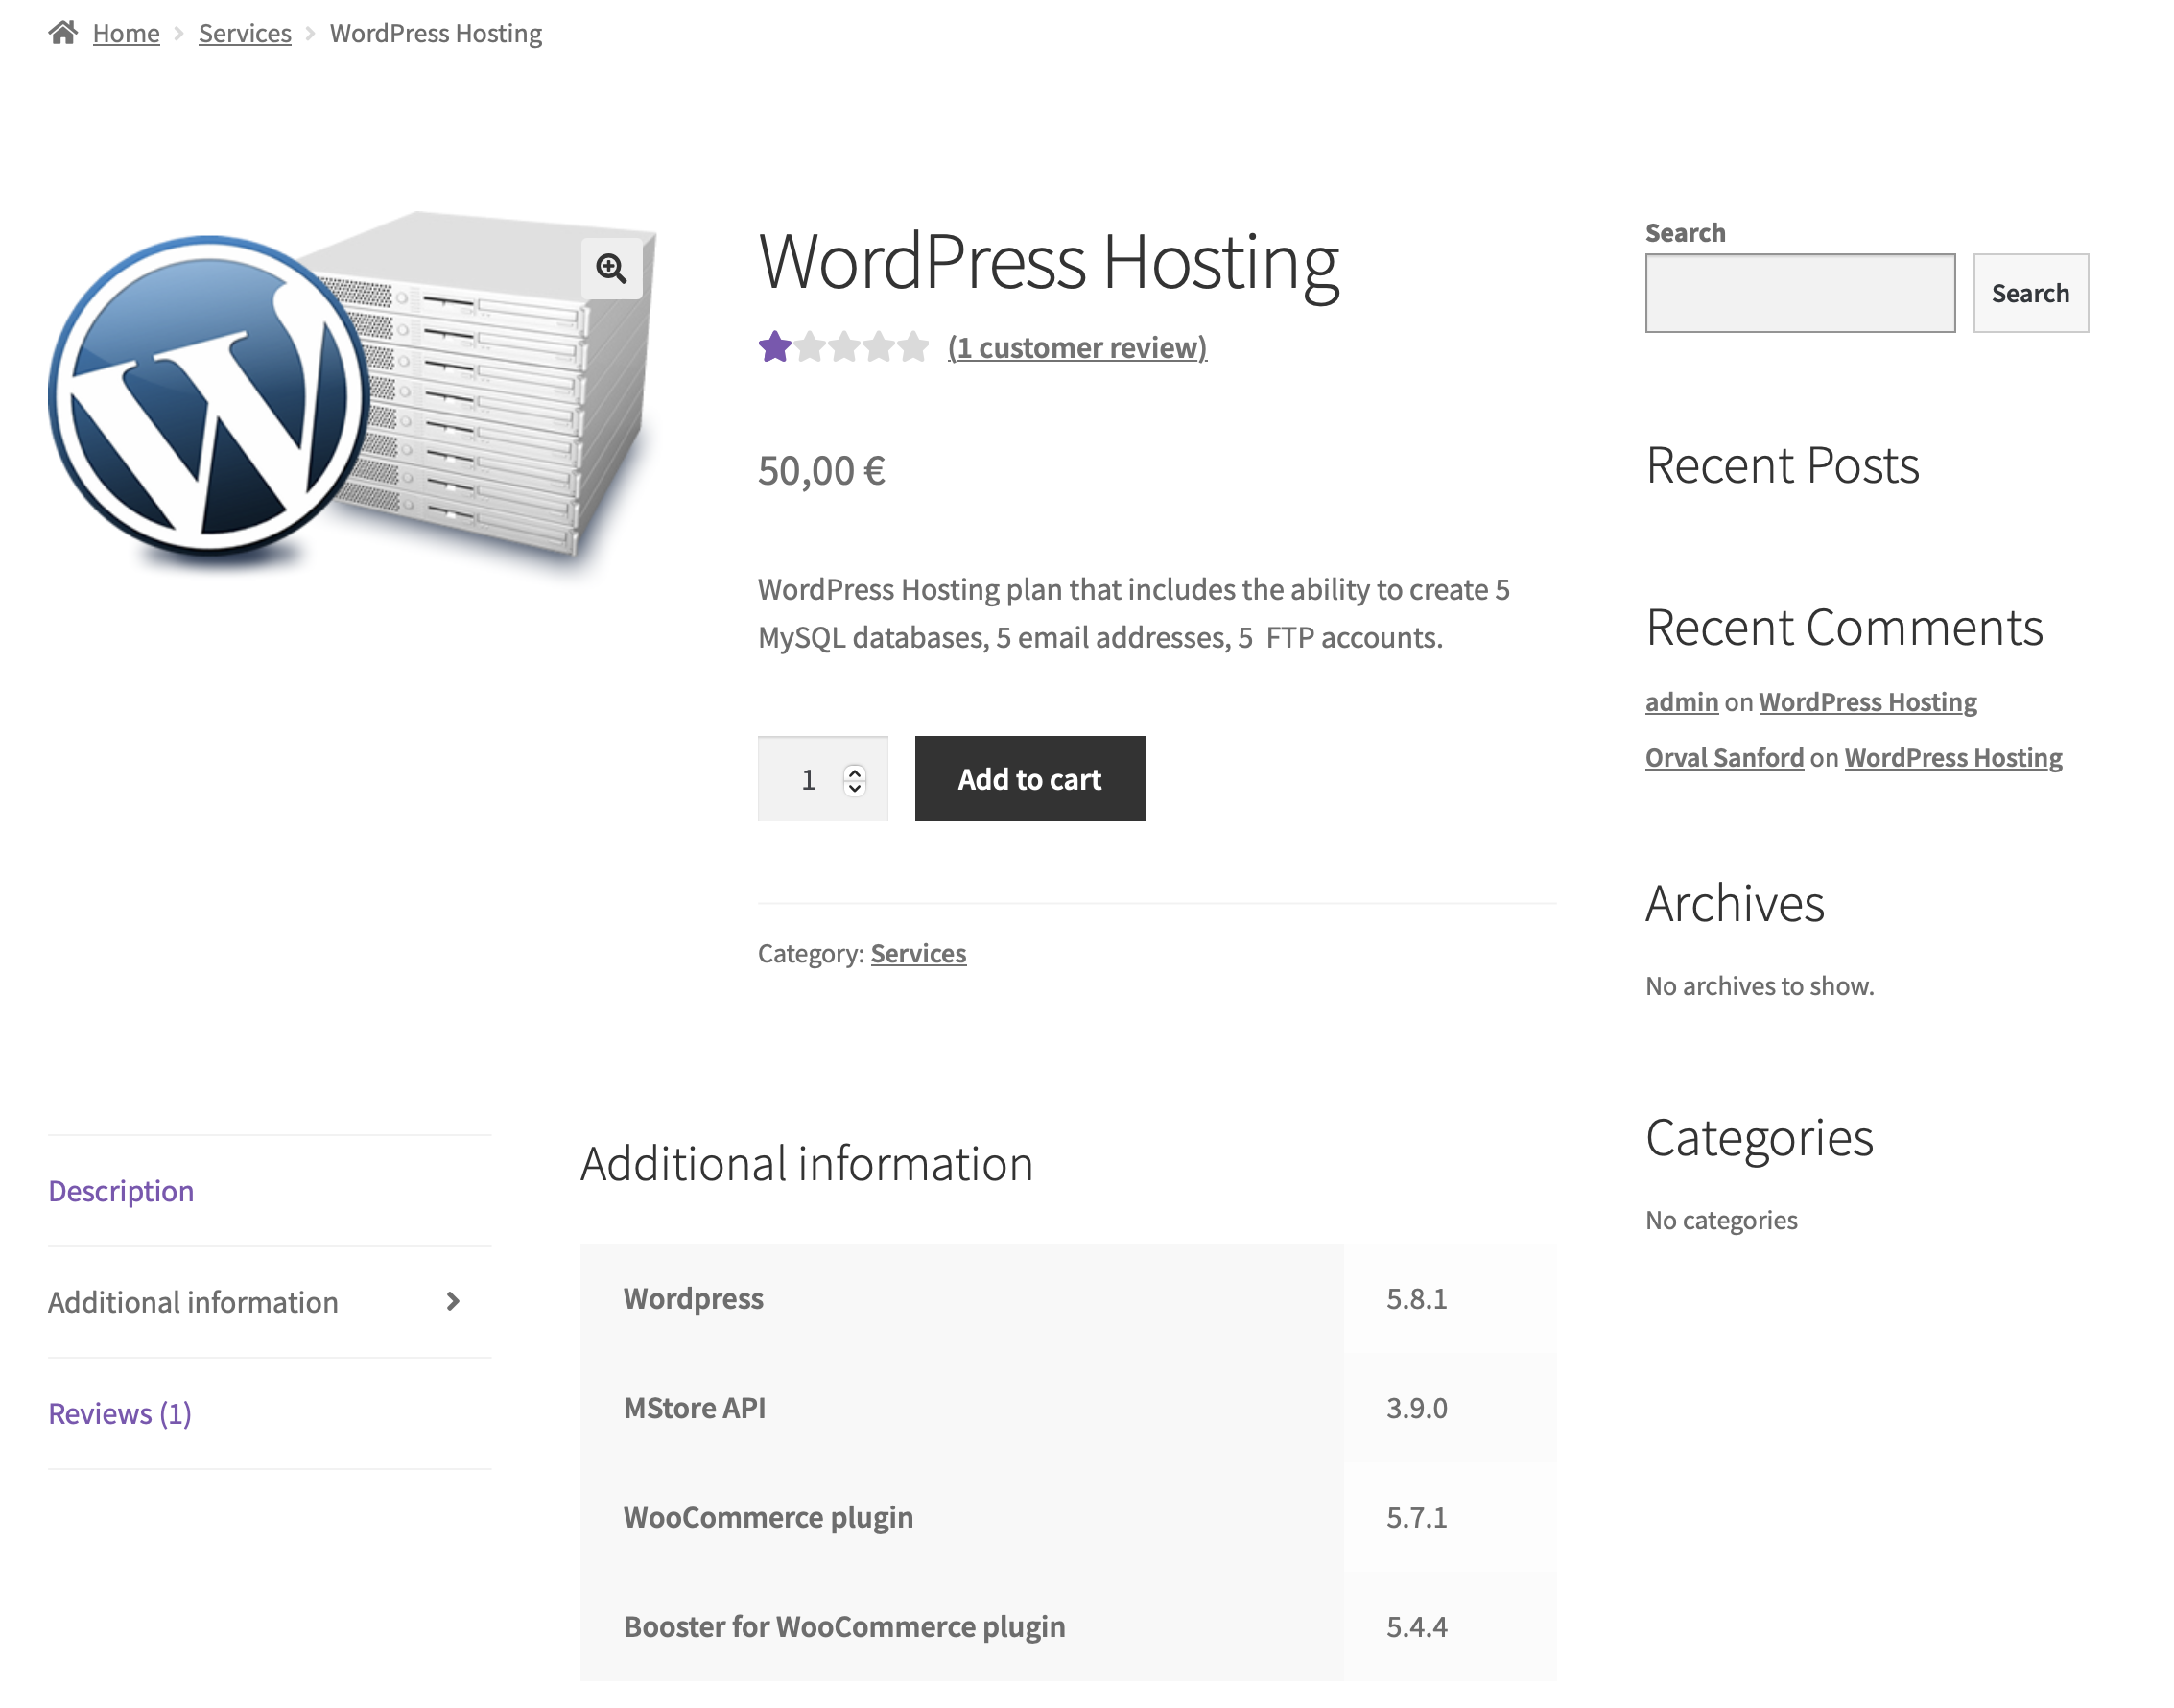 Home > Services > WordPress Hosting
WordPress Hosting
(1 customer review)
50,00 €
WordPress Hosting plan that includes the ability to create 5
MySQL databases, 5 email addresses, 5  FTP accounts.
1
Add to cart
Category: Services
Search
Search
Recent Posts
Recent Comments
admin on WordPress Hosting
Orval Sanford on WordPress Hosting
Archives
No archives to show.
Categories
No categories
Description
Additional information
Reviews (1)
Additional information
Wordpress 5.8.1
MStore API 3.9.0
WooCommerce plugin 5.7.1
Booster for WooCommerce plugin 5.4.4